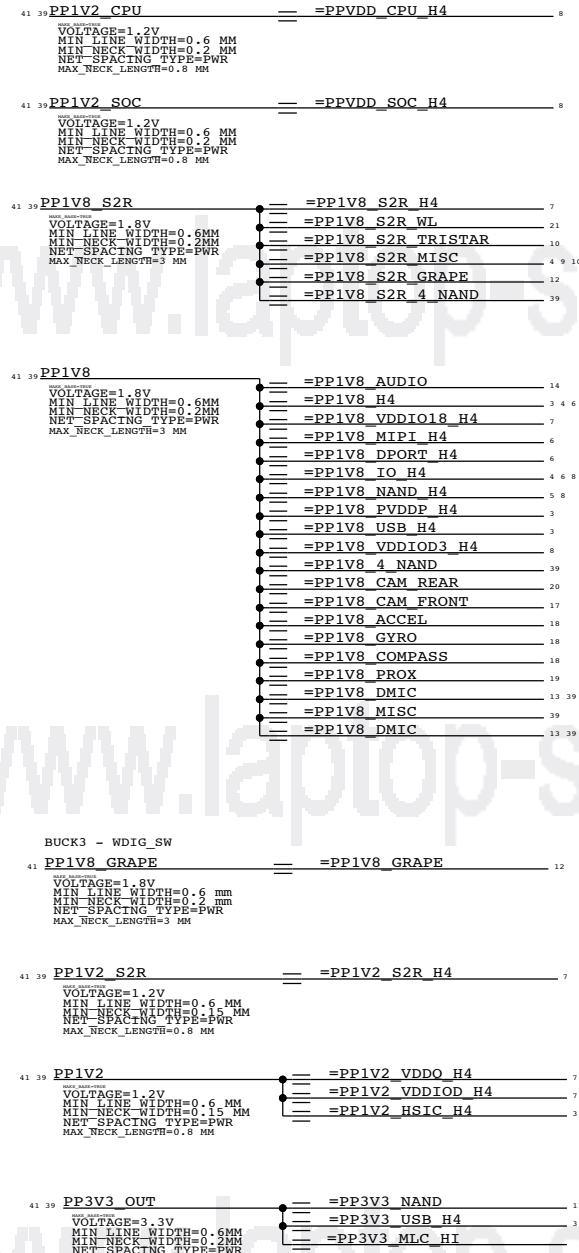 41 39 PP1V2_CPU =PPVDD_CPU_H4 8
MAKE_BASE=TRUE
VOLTAGE=1.2V
MIN_LINE_WIDTH=0.6 MM
MIN_NECK_WIDTH=0.2 MM
NET_SPACING_TYPE=PWR
MAX_NECK_LENGTH=0.8 MM
41 39 PP1V2_SOC =PPVDD_SOC_H4 8
MAKE_BASE=TRUE
VOLTAGE=1.2V
MIN_LINE_WIDTH=0.6 MM
MIN_NECK_WIDTH=0.2 MM
NET_SPACING_TYPE=PWR
MAX_NECK_LENGTH=0.8 MM
41 39 PP1V8_S2R =PP1V8_S2R_H4 7
MAKE_BASE=TRUE
VOLTAGE=1.8V
MIN_LINE_WIDTH=0.6MM
MIN_NECK_WIDTH=0.2MM
NET_SPACING_TYPE=PWR
MAX_NECK_LENGTH=3 MM
=PP1V8_S2R_WL 21
=PP1V8_S2R_TRISTAR 10
=PP1V8_S2R_MISC 4 9 10
=PP1V8_S2R_GRAPE 12
=PP1V8_S2R_4_NAND 39
www.laptop-s
41 39 PP1V8
MAKE_BASE=TRUE
VOLTAGE=1.8V
MIN_LINE_WIDTH=0.6MM
MIN_NECK_WIDTH=0.2MM
NET_SPACING_TYPE=PWR
MAX_NECK_LENGTH=3 MM
=PP1V8_AUDIO 14
=PP1V8_H4 3 4 6
=PP1V8_VDDIO18_H4 7
=PP1V8_MIPI_H4 6
=PP1V8_DPORT_H4 6
=PP1V8_IO_H4 4 6 8
=PP1V8_NAND_H4 5 8
=PP1V8_PVDDP_H4 3
=PP1V8_USB_H4 3
=PP1V8_VDDIOD3_H4 8
=PP1V8_4_NAND 39
=PP1V8_CAM_REAR 20
=PP1V8_CAM_FRONT 17
=PP1V8_ACCEL 18
=PP1V8_GYRO 18
=PP1V8_COMPASS 18
=PP1V8_PROX 19
=PP1V8_DMIC 13 39
=PP1V8_MISC 39
=PP1V8_DMIC 13 39
www.laptop-s
BUCK3 - WDIG_SW
41 PP1V8_GRAPE =PP1V8_GRAPE 12
MAKE_BASE=TRUE
VOLTAGE=1.8V
MIN_LINE_WIDTH=0.6 mm
MIN_NECK_WIDTH=0.2 mm
NET_SPACING_TYPE=PWR
MAX_NECK_LENGTH=3 MM
41 39 PP1V2_S2R =PP1V2_S2R_H4 7
MAKE_BASE=TRUE
VOLTAGE=1.2V
MIN_LINE_WIDTH=0.6 MM
MIN_NECK_WIDTH=0.15 MM
NET_SPACING_TYPE=PWR
MAX_NECK_LENGTH=0.8 MM
41 39 PP1V2 =PP1V2_VDDQ_H4 7
MAKE_BASE=TRUE
VOLTAGE=1.2V
MIN_LINE_WIDTH=0.6 MM
MIN_NECK_WIDTH=0.15 MM
NET_SPACING_TYPE=PWR
MAX_NECK_LENGTH=0.8 MM
=PP1V2_VDDIOD_H4 7
=PP1V2_HSIC_H4 3
41 39 PP3V3_OUT =PP3V3_NAND
MAKE_BASE=TRUE
VOLTAGE=3.3V
MIN_LINE_WIDTH=0.6MM
MIN_NECK_WIDTH=0.2MM
NET_SPACING_TYPE=PWR
=PP3V3_USB_H4 3
=PP3V3_MLC_HI